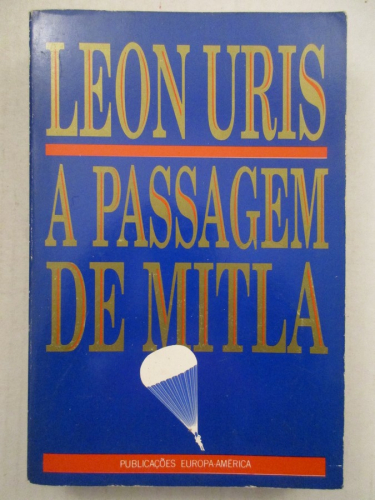 LEON URIS
A PASSAGEM
DE MITLA
PUBLICAÇÕES EUROPA-AMÉRICA